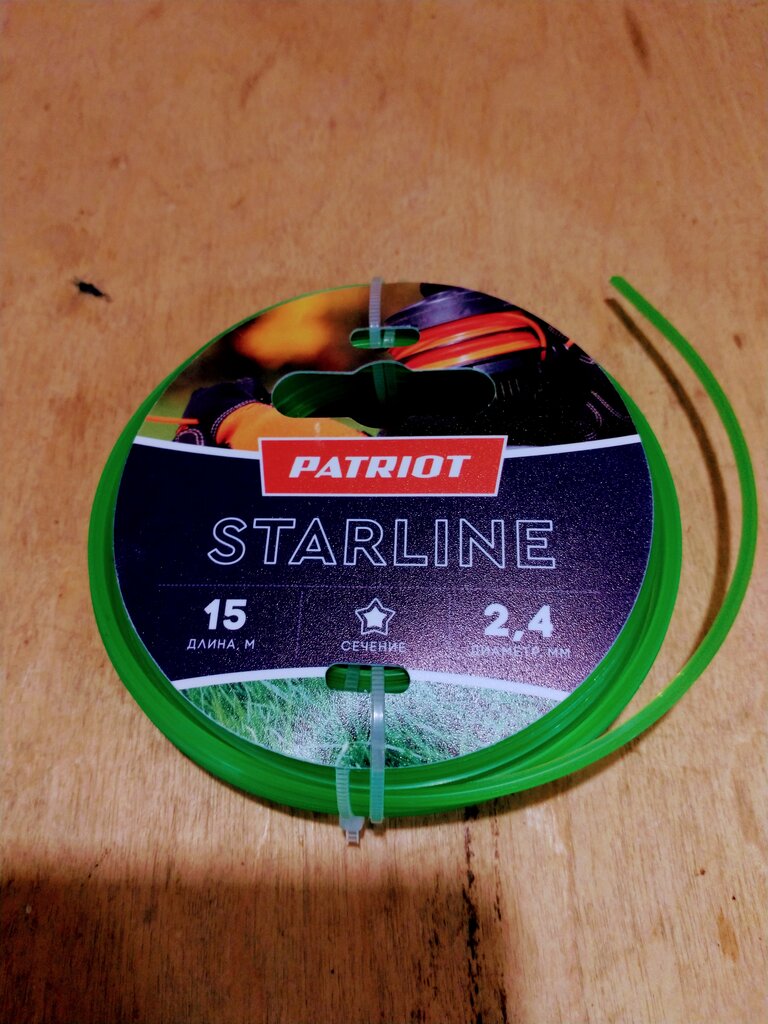 PATRIOT
STARLINE
15 2,4
ДЛИНА, М СЕЧЕНИЕ ДИАМЕТР, ММ